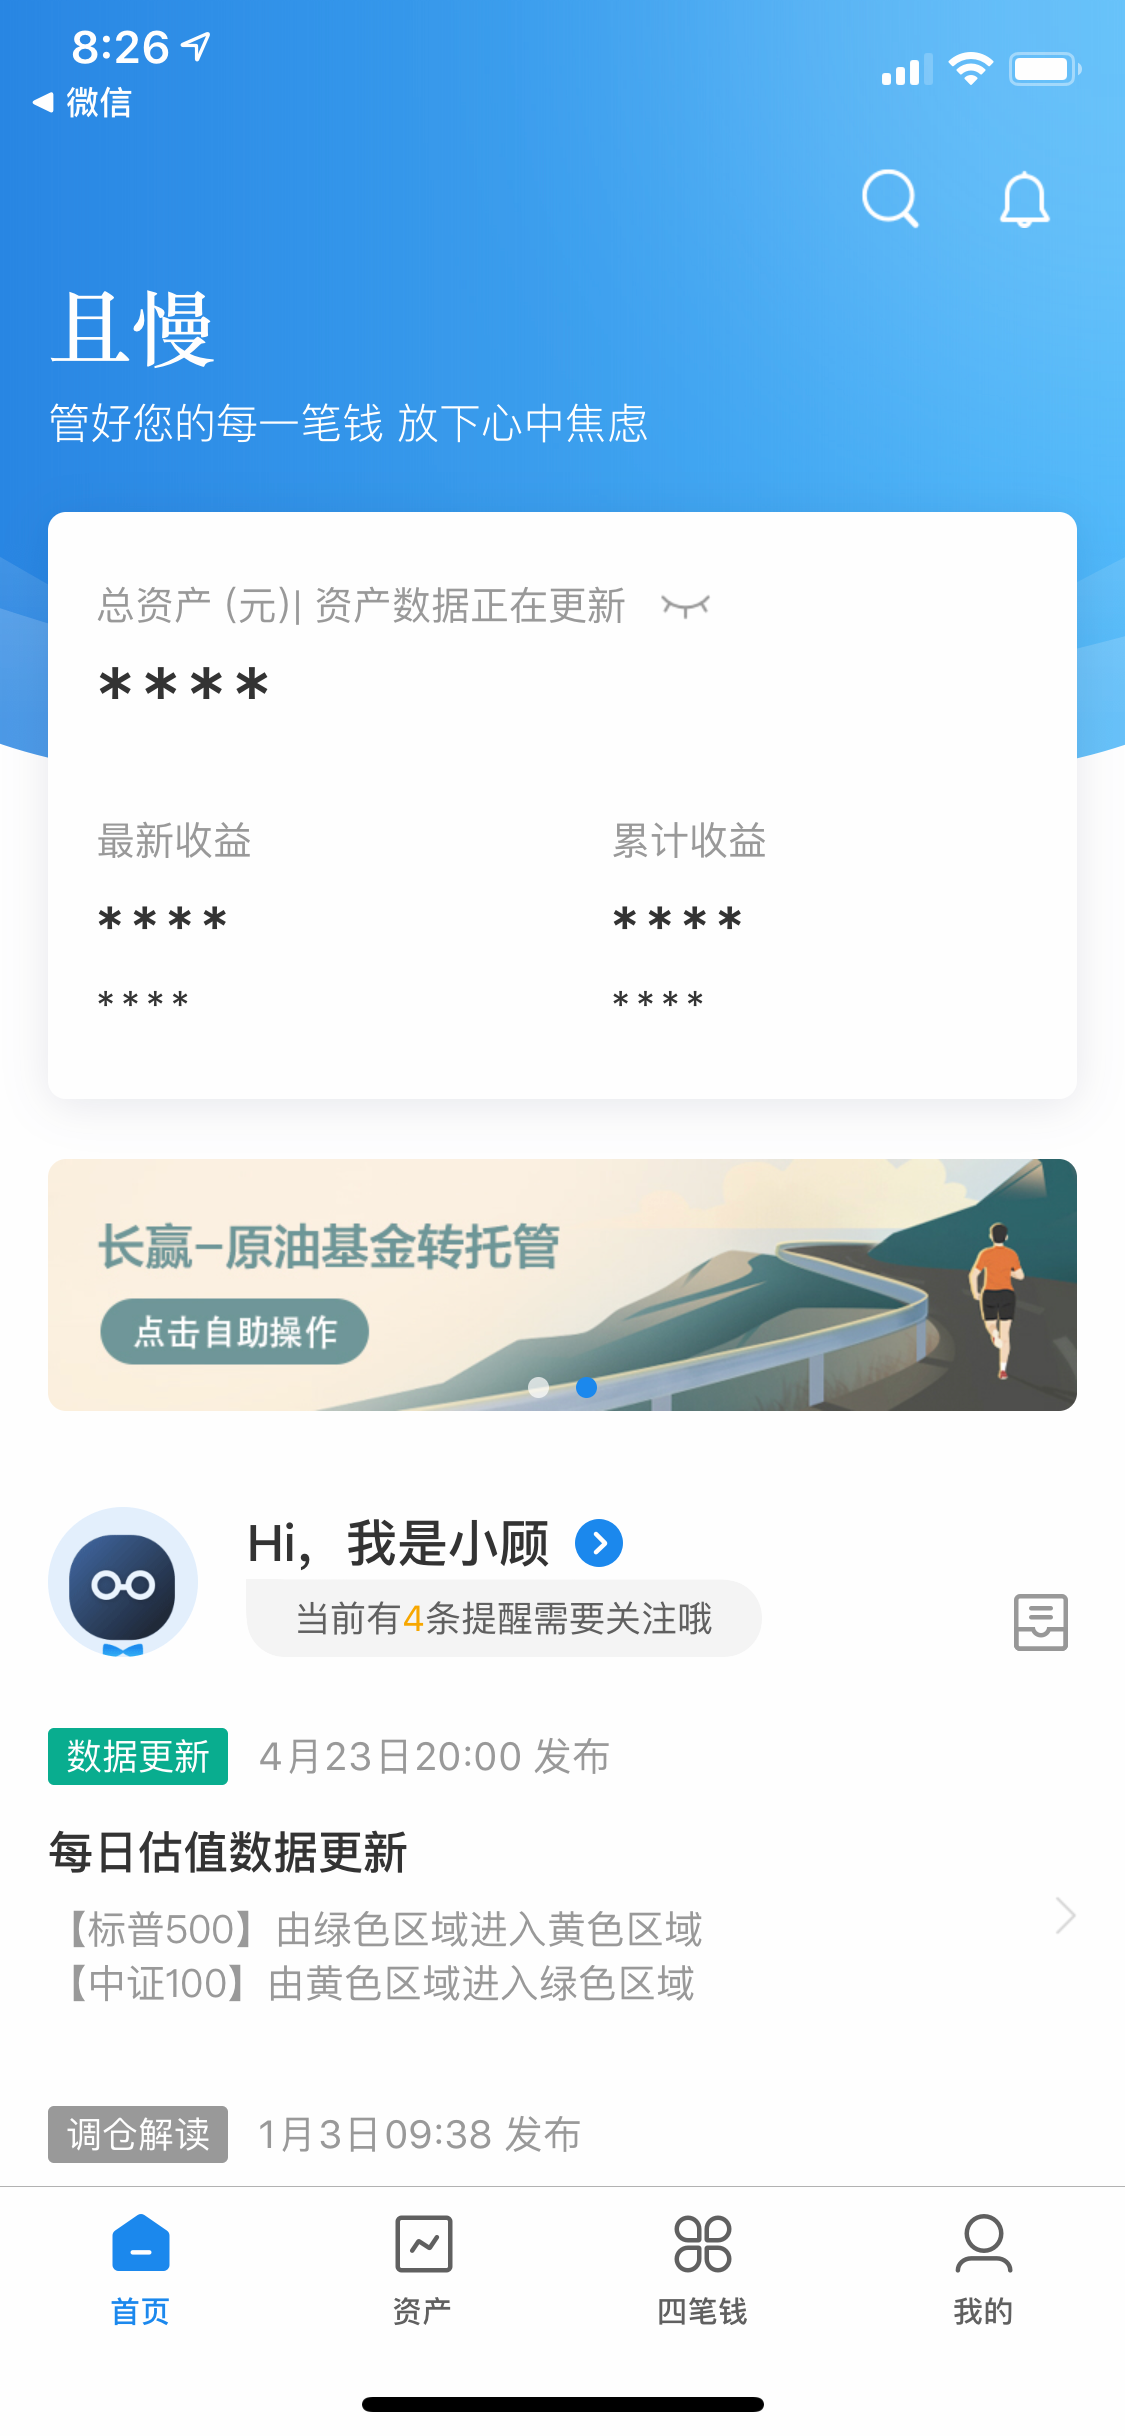 8:26
微信
且慢
管好您的每一笔钱 放下心中焦虑
总资产 (元)| 资产数据正在更新
****
最新收益 累计收益
**** ****
**** ****
长赢-原油基金转托管
点击自助操作
Hi，我是小顾
当前有4条提醒需要关注哦
数据更新 4月23日20:00 发布
每日估值数据更新
【标普500】由绿色区域进入黄色区域
【中证100】由黄色区域进入绿色区域
调仓解读 1月3日09:38 发布
首页 资产 四笔钱 我的